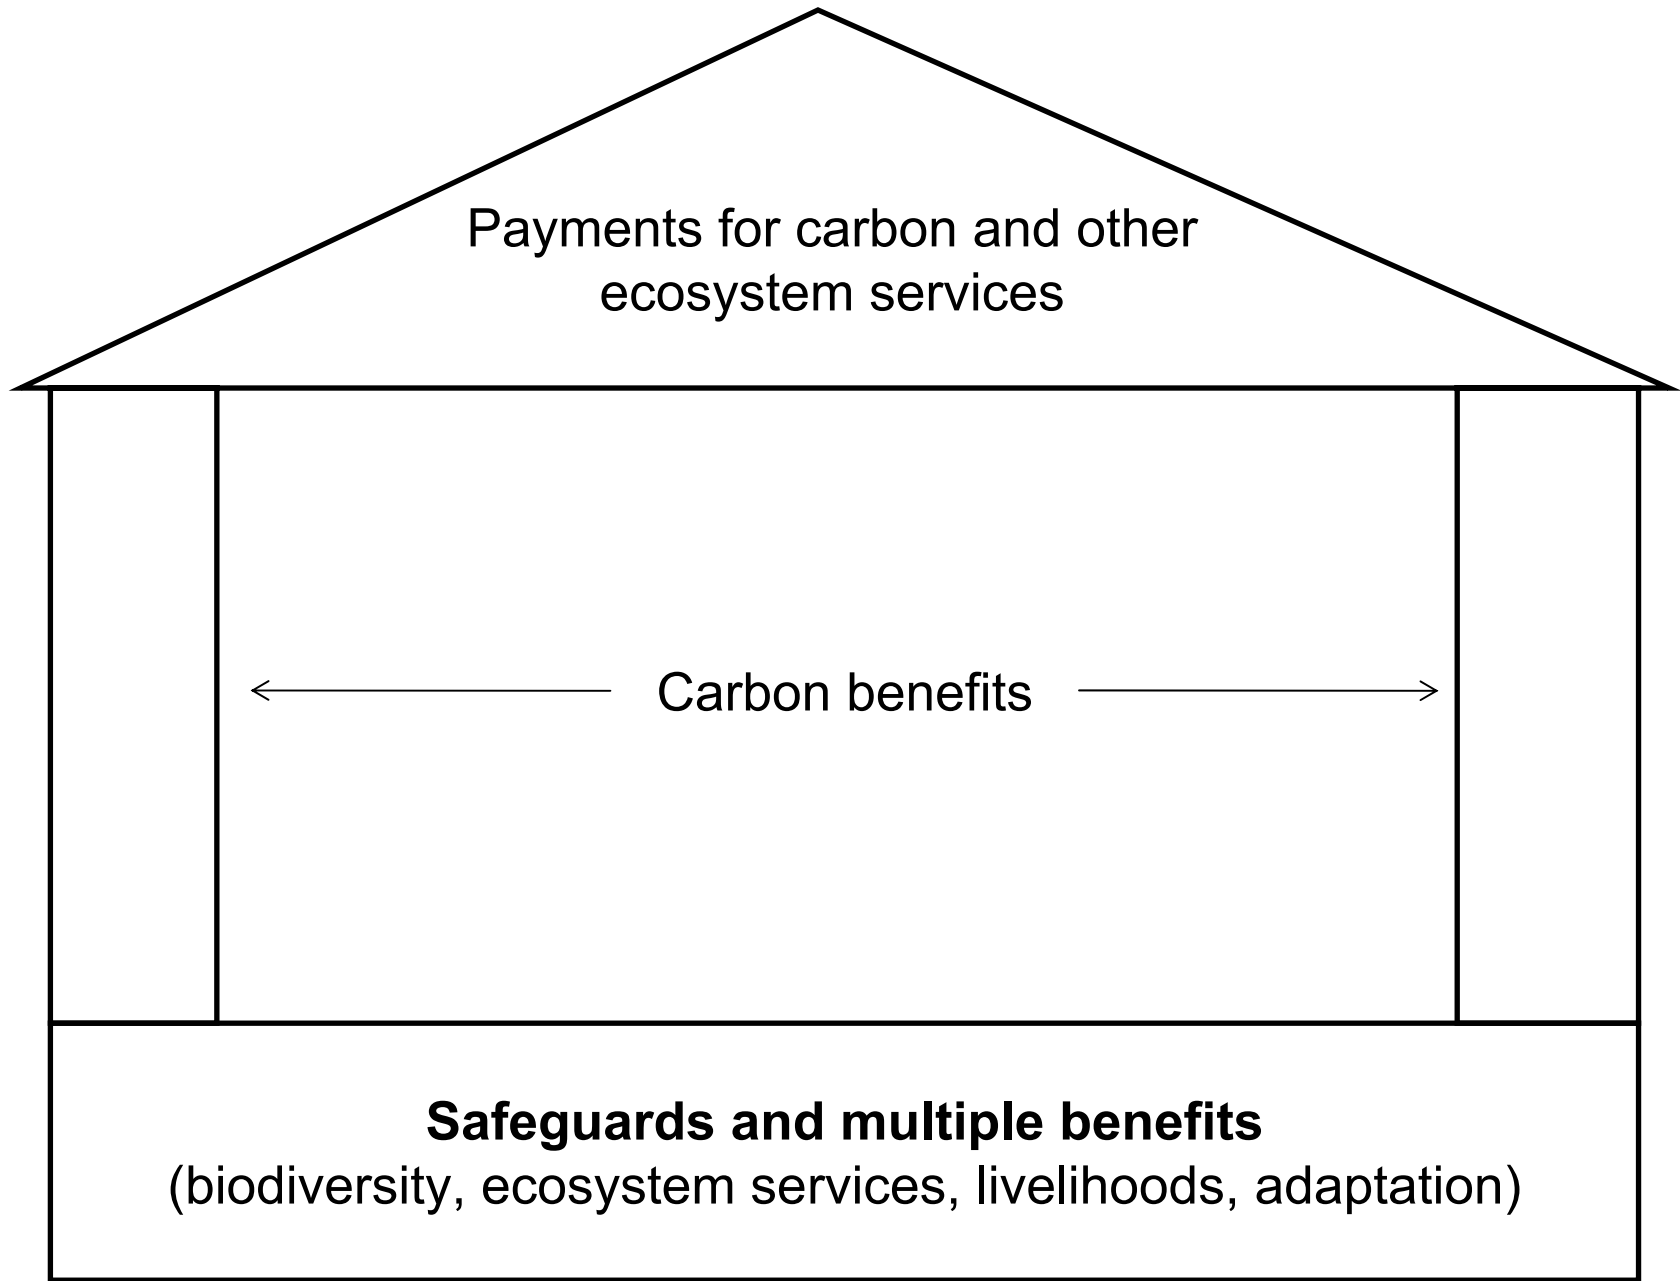 Payments for carbon and other
ecosystem services
Carbon benefits
Safeguards and multiple benefits
(biodiversity, ecosystem services, livelihoods, adaptation)